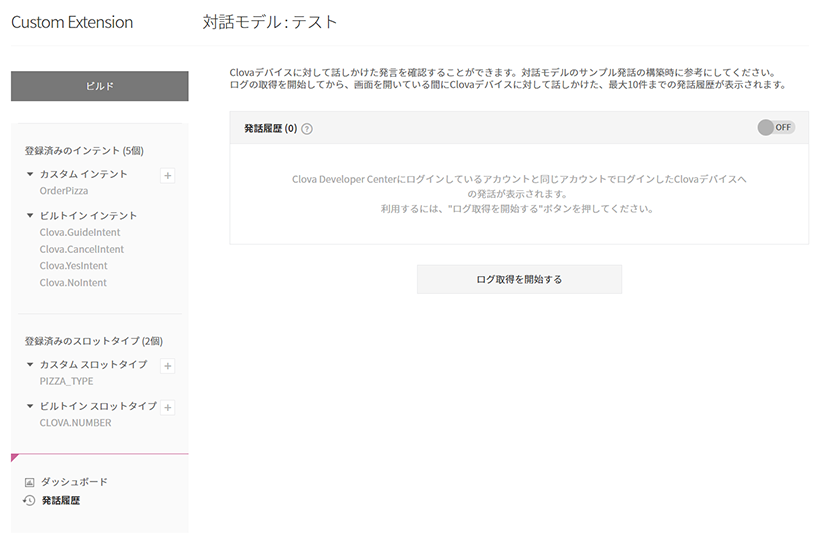 Custom Extension
対話モデル : テスト
ビルド
登録済みのインテント (5個)
カスタム インテント
OrderPizza
ビルトイン インテント
Clova.GuideIntent
Clova.CancelIntent
Clova.YesIntent
Clova.NoIntent
登録済みのスロットタイプ (2個)
カスタム スロットタイプ
PIZZA_TYPE
ビルトイン スロットタイプ
CLOVA.NUMBER
ダッシュボード
発話履歴
Clovaデバイスに対して話しかけた発言を確認することができます。対話モデルのサンプル発話の構築時に参考にしてください。
ログの取得を開始してから、画面を開いている間にClovaデバイスに対して話しかけた、最大10件までの発話履歴が表示されます。
発話履歴 (0) ?
OFF
Clova Developer Centerにログインしているアカウントと同じアカウントでログインしたClovaデバイスへ
の発話が表示されます。
利用するには、"ログ取得を開始する"ボタンを押してください。
ログ取得を開始する